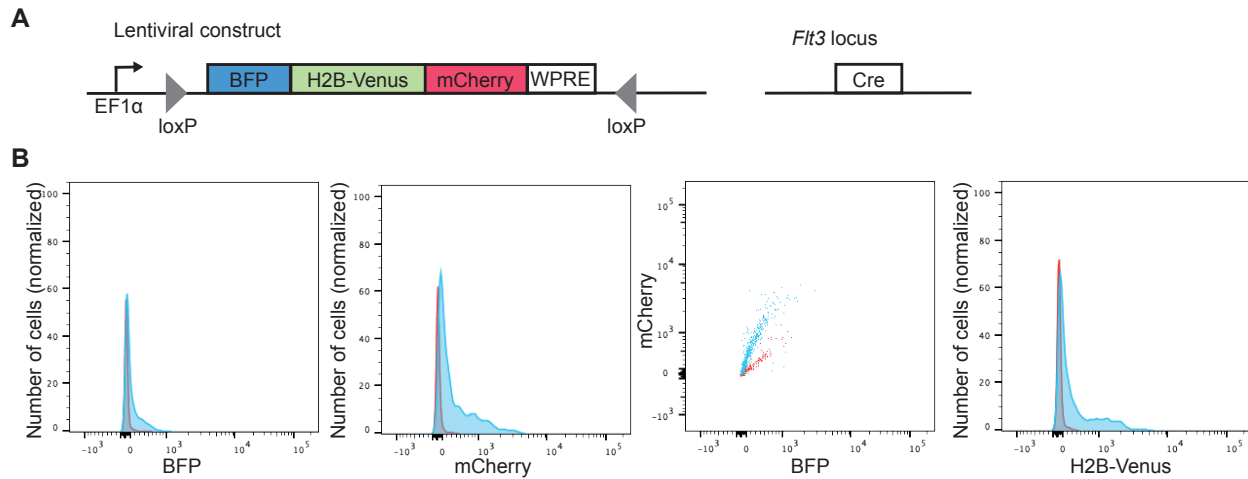 A
Lentiviral construct
Flt3 locus
BFP H2B-Venus mCherry WPRE
Cre
EF1α
loxP
loxP
B
Number of cells (normalized)
100
80
60
40
20
0
-10³ 0 10³ 10⁴ 10⁵
BFP
Number of cells (normalized)
100
80
60
40
20
0
-10³ 0 10³ 10⁴ 10⁵
mCherry
mCherry
10⁵
10⁴
10³
0
-10³
-10³ 0 10³ 10⁴ 10⁵
BFP
Number of cells (normalized)
100
80
60
40
20
0
-10³ 0 10³ 10⁴ 10⁵
H2B-Venus